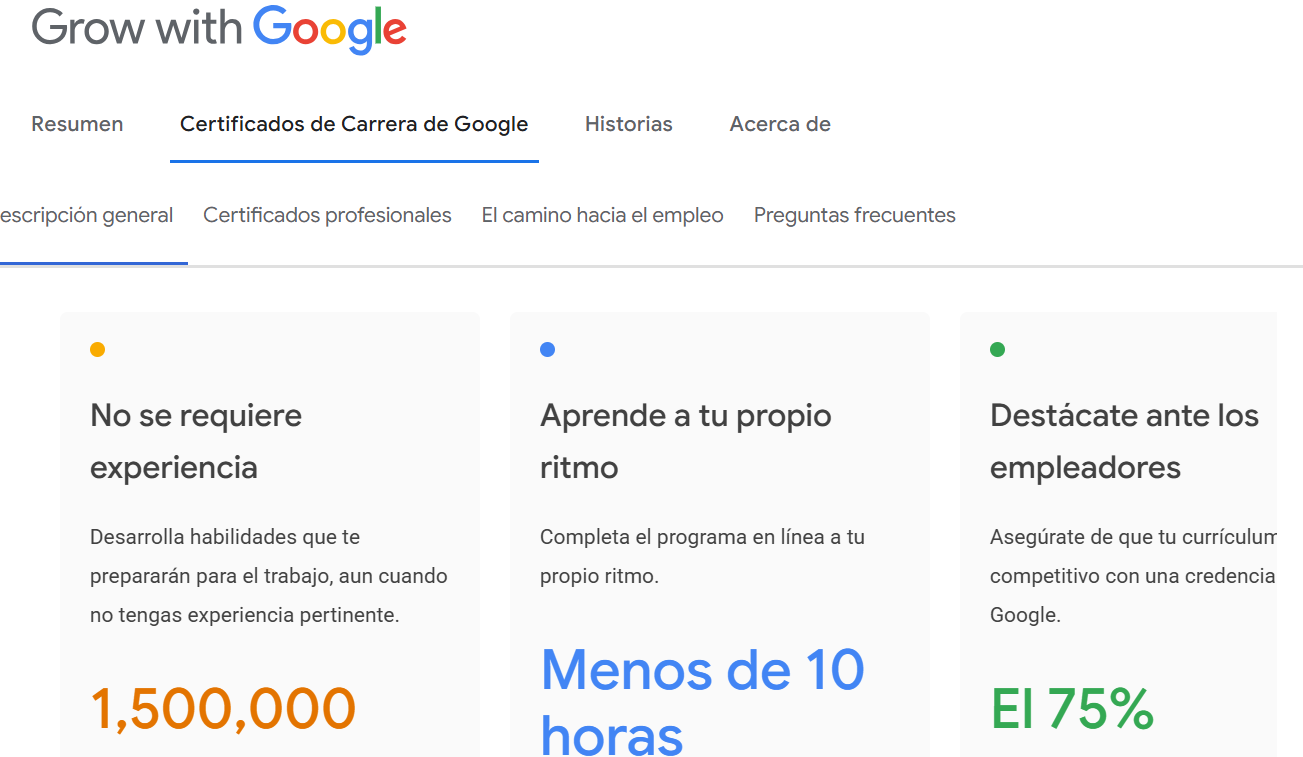 Grow with Google
Resumen Certificados de Carrera de Google Historias Acerca de
escripción general Certificados profesionales El camino hacia el empleo Preguntas frecuentes
No se requiere
experiencia
Desarrolla habilidades que te
prepararán para el trabajo, aun cuando
no tengas experiencia pertinente.
1,500,000
Aprende a tu propio
ritmo
Completa el programa en línea a tu
propio ritmo.
Menos de 10
horas
Destácate ante los
empleadores
Asegúrate de que tu currículum
competitivo con una credencia
Google.
El 75%